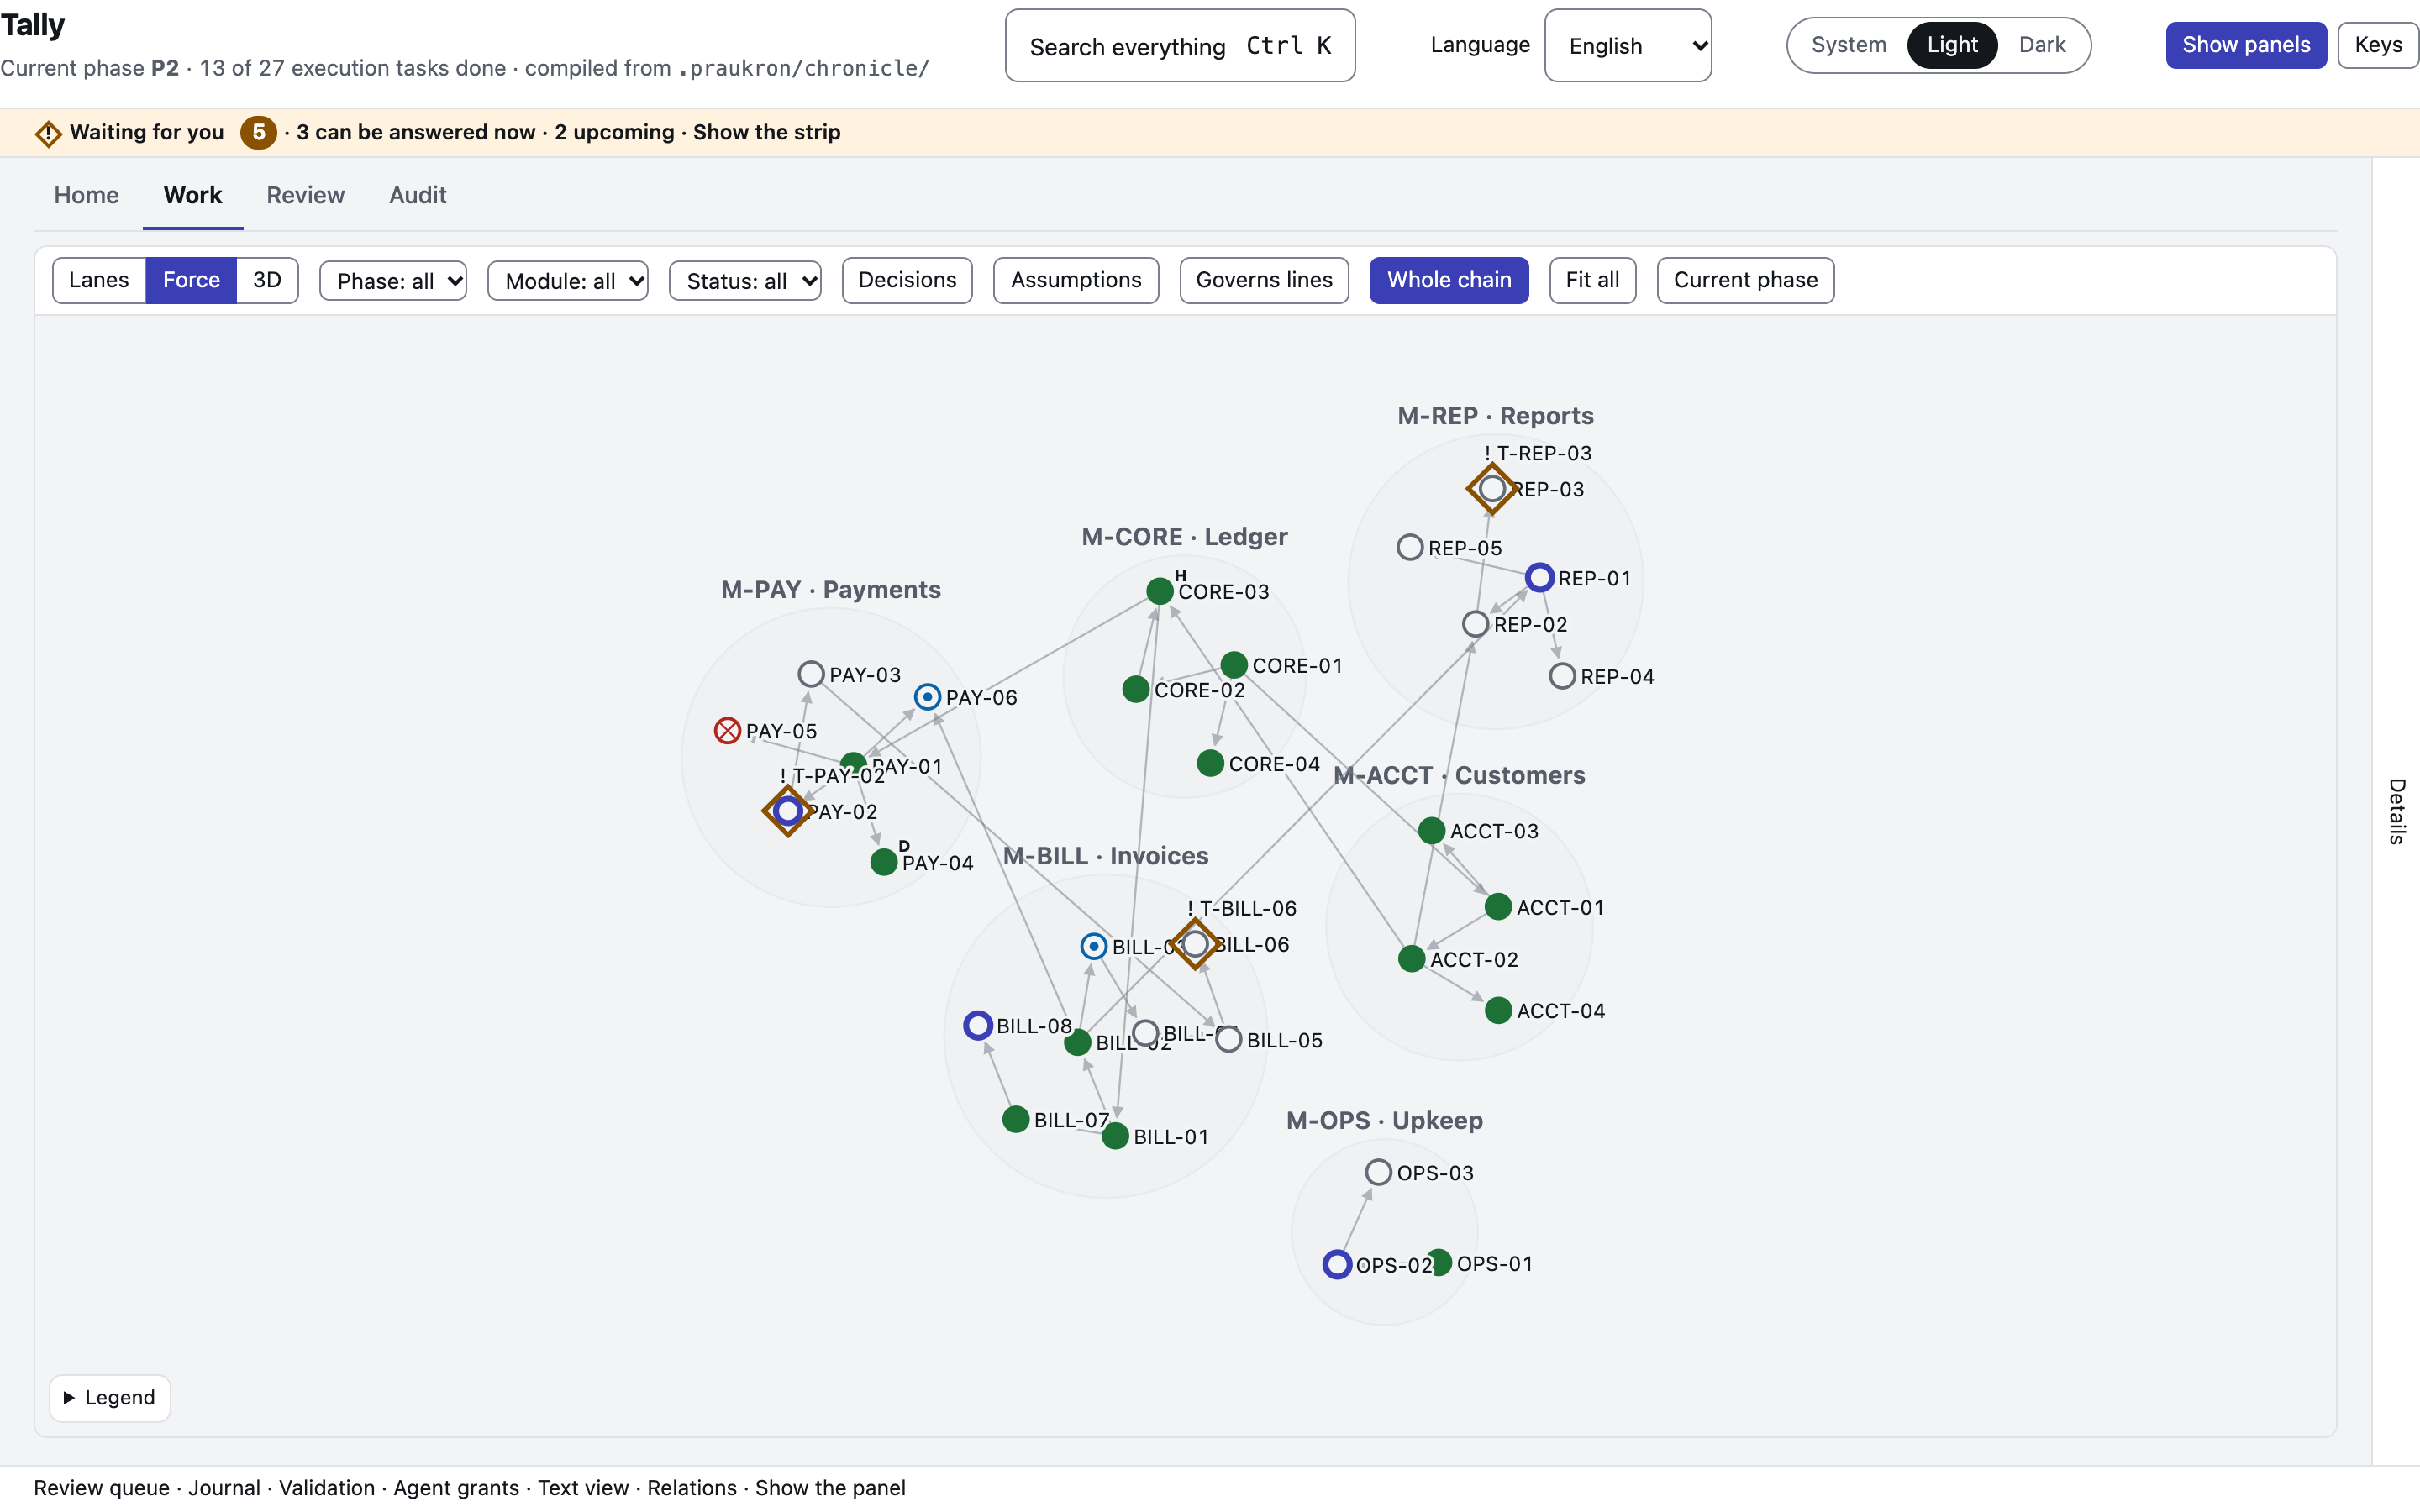 Tally
Current phase P2 · 13 of 27 execution tasks done · compiled from .praukron/chronicle/
Search everything Ctrl K
Language English
System Light Dark
Show panels Keys
! Waiting for you 5 · 3 can be answered now · 2 upcoming · Show the strip
Home Work Review Audit
Lanes Force 3D Phase: all Module: all Status: all Decisions Assumptions Governs lines Whole chain Fit all Current phase
M-REP · Reports
! T-REP-03
REP-03
REP-05
REP-01
REP-02
REP-04
M-CORE · Ledger
H
CORE-03
CORE-01
CORE-02
CORE-04
M-PAY · Payments
PAY-03
PAY-06
PAY-05
PAY-01
! T-PAY-02
PAY-02
D
PAY-04
M-ACCT · Customers
ACCT-03
ACCT-01
ACCT-02
ACCT-04
M-BILL · Invoices
! T-BILL-06
BILL-06
BILL-08
BILL-02
BILL-05
BILL-07
BILL-01
M-OPS · Upkeep
OPS-03
OPS-02
OPS-01
Details
Legend
Review queue · Journal · Validation · Agent grants · Text view · Relations · Show the panel